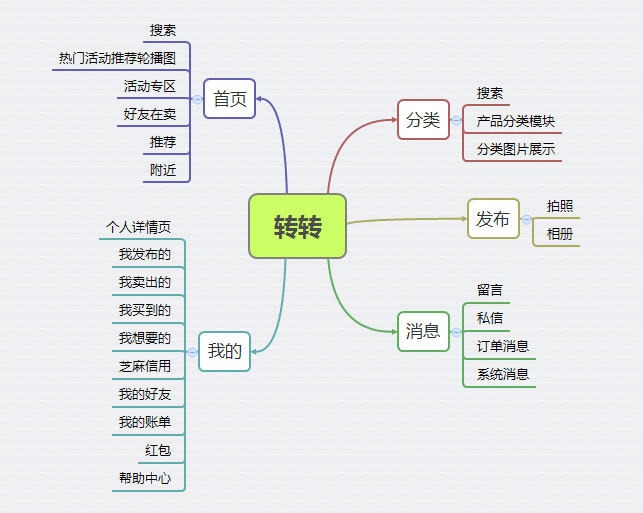 转转
首页
搜索
热门活动推荐轮播图
活动专区
好友在卖
推荐
附近
分类
搜索
产品分类模块
分类图片展示
发布
拍照
相册
消息
留言
私信
订单消息
系统消息
我的
个人详情页
我发布的
我卖出的
我买到的
我想要的
芝麻信用
我的好友
我的账单
红包
帮助中心